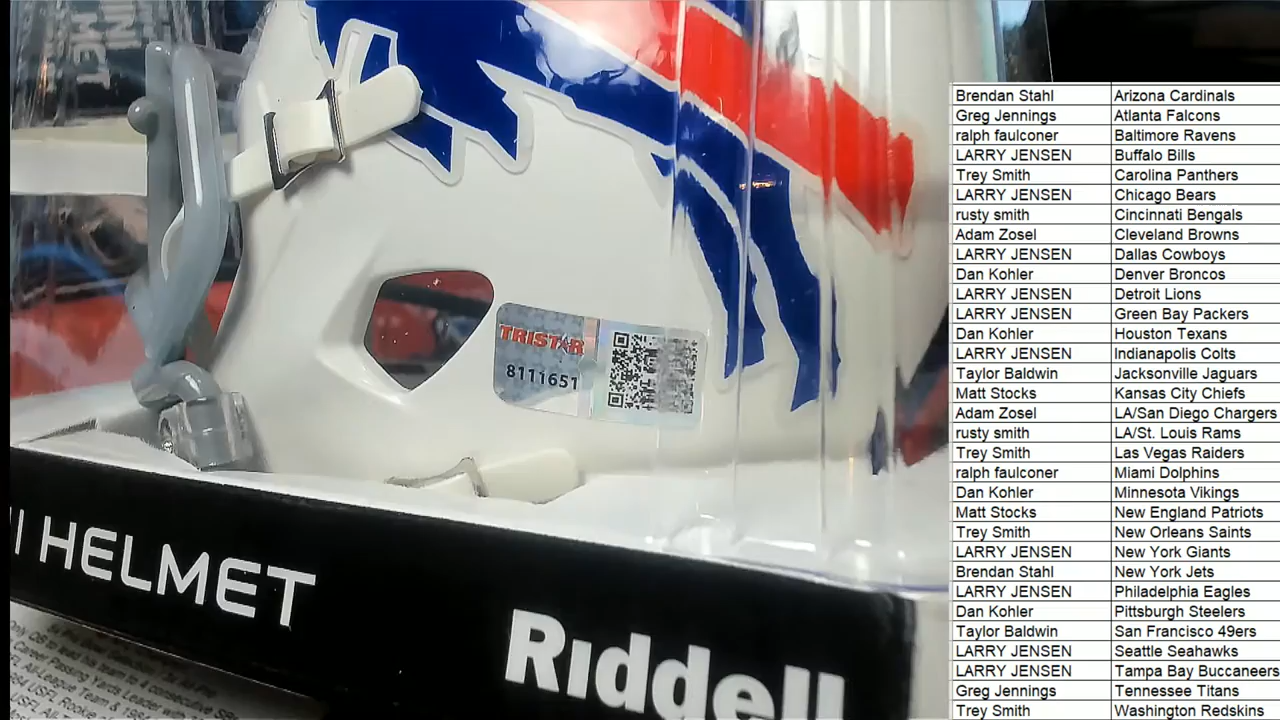 TRISTAR
8111651
HELMET
Riddell
Brendan Stahl Arizona Cardinals
Greg Jennings Atlanta Falcons
ralph faulconer Baltimore Ravens
LARRY JENSEN Buffalo Bills
Trey Smith Carolina Panthers
LARRY JENSEN Chicago Bears
rusty smith Cincinnati Bengals
Adam Zosel Cleveland Browns
LARRY JENSEN Dallas Cowboys
Dan Kohler Denver Broncos
LARRY JENSEN Detroit Lions
LARRY JENSEN Green Bay Packers
Dan Kohler Houston Texans
LARRY JENSEN Indianapolis Colts
Taylor Baldwin Jacksonville Jaguars
Matt Stocks Kansas City Chiefs
Adam Zosel LA/San Diego Chargers
rusty smith LA/St. Louis Rams
Trey Smith Las Vegas Raiders
ralph faulconer Miami Dolphins
Dan Kohler Minnesota Vikings
Matt Stocks New England Patriots
Trey Smith New Orleans Saints
LARRY JENSEN New York Giants
Brendan Stahl New York Jets
LARRY JENSEN Philadelphia Eagles
Dan Kohler Pittsburgh Steelers
Taylor Baldwin San Francisco 49ers
LARRY JENSEN Seattle Seahawks
LARRY JENSEN Tampa Bay Buccaneers
Greg Jennings Tennessee Titans
Trey Smith Washington Redskins